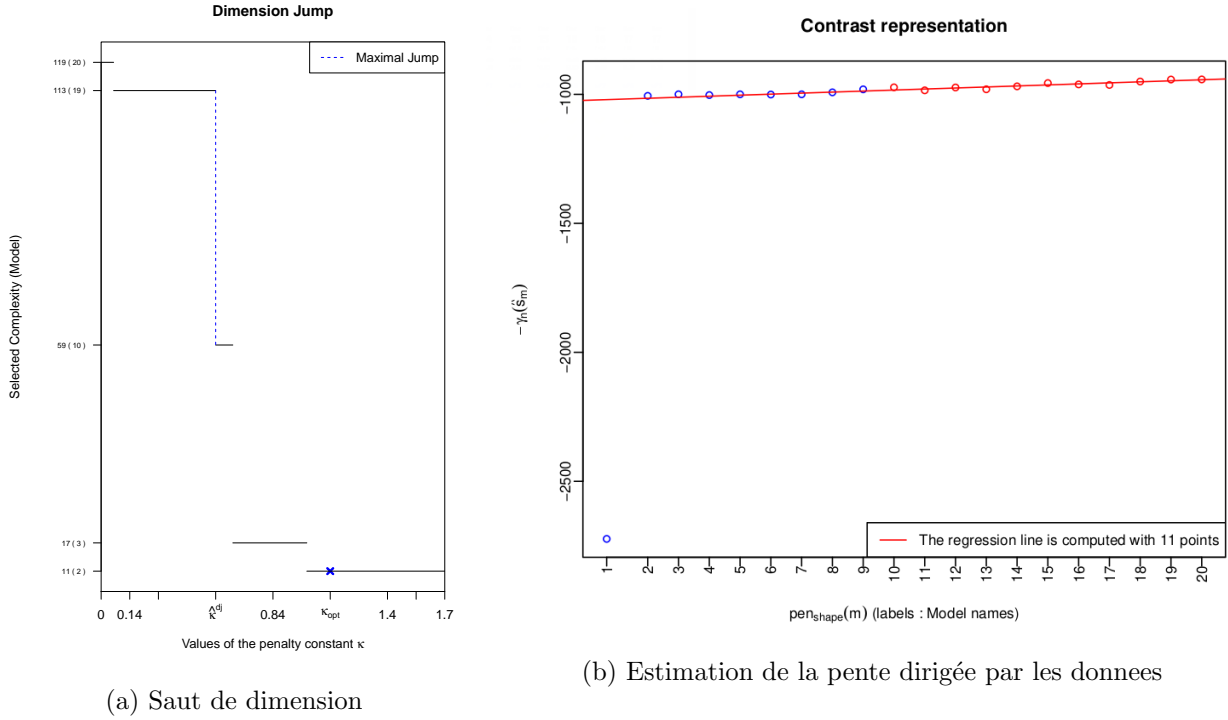 Dimension Jump
Maximal Jump
119 ( 20 )
113 ( 19 )
59 ( 10 )
17 ( 3 )
11 ( 2 )
Selected Complexity (Model)
0 0.14 κ̂^dj 0.84 κ_opt 1.4 1.7
Values of the penalty constant κ
(a) Saut de dimension
Contrast representation
-1000
-1500
-2000
-2500
−γ_n(ŝ_m)
The regression line is computed with 11 points
1 2 3 4 5 6 7 8 9 10 11 12 13 14 15 16 17 18 19 20
pen_shape(m) (labels : Model names)
(b) Estimation de la pente dirigée par les donnees